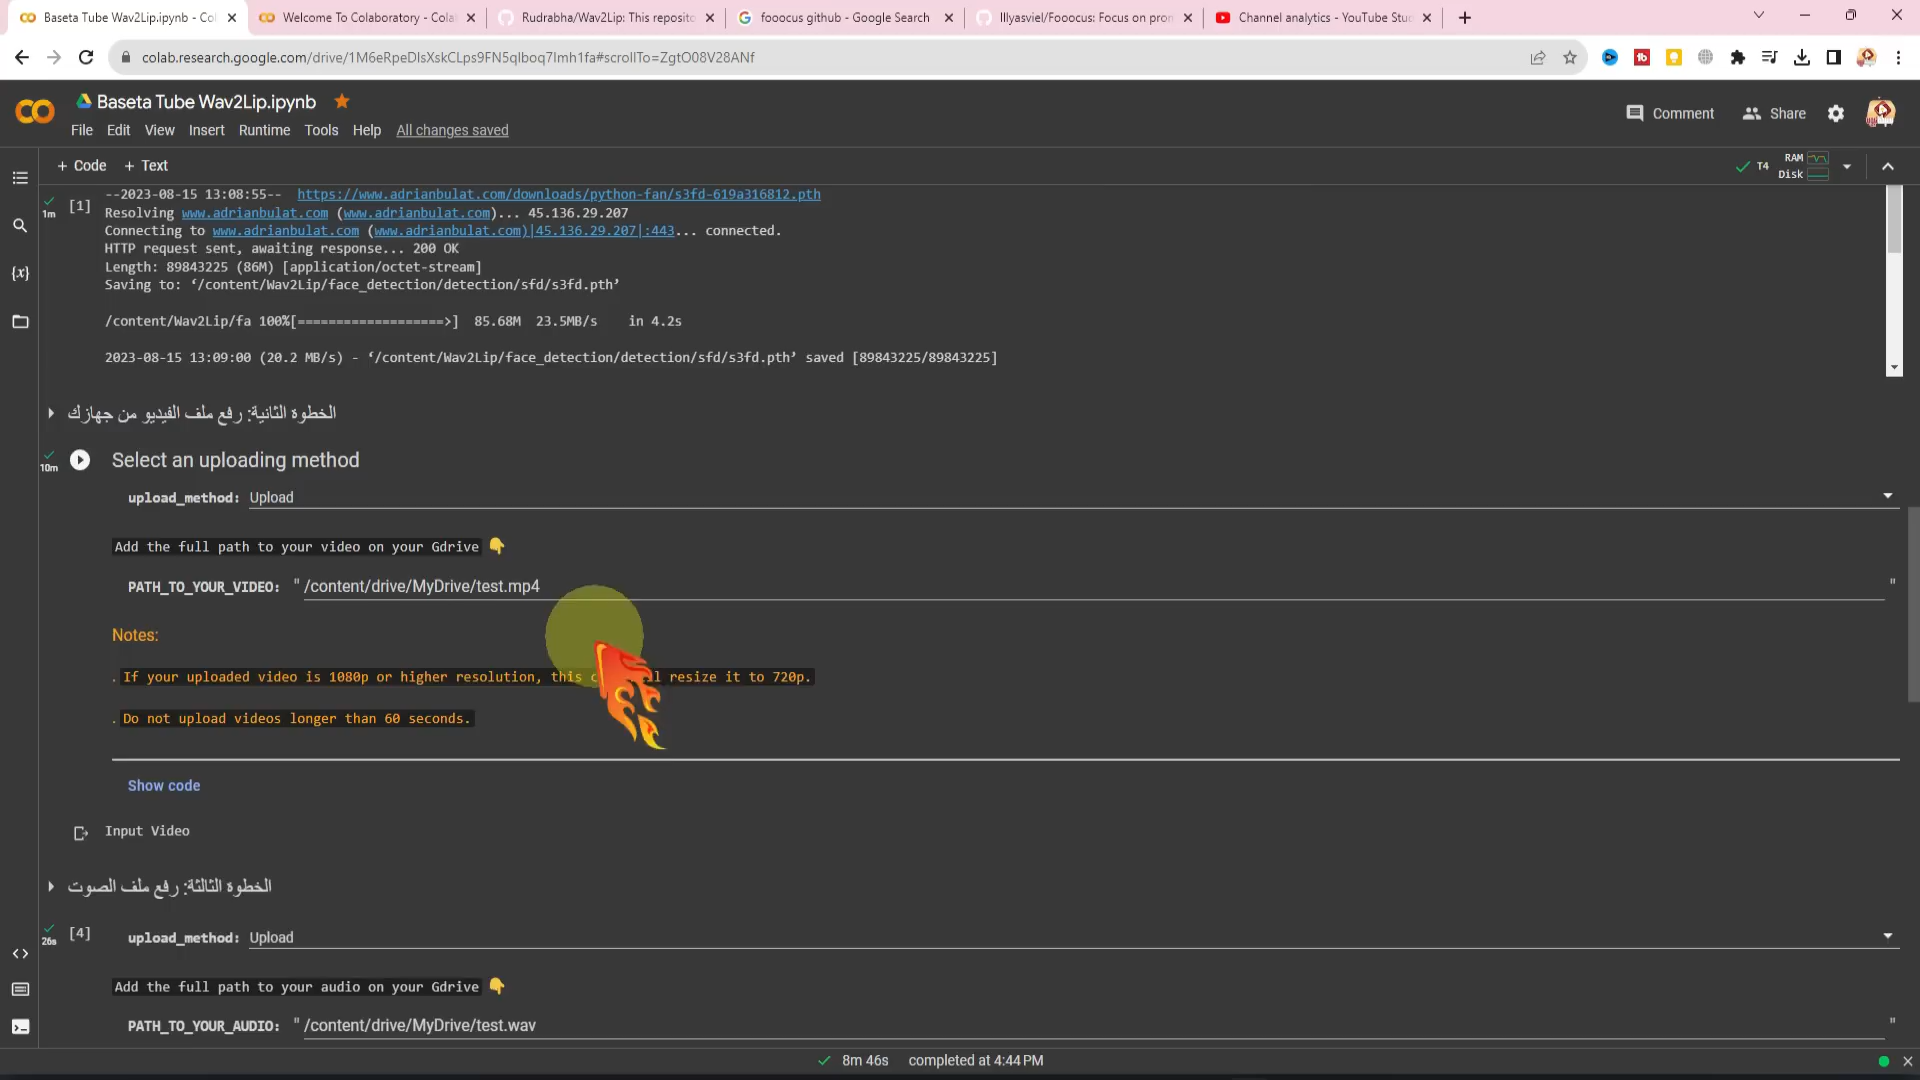 Baseta Tube Wav2Lip.ipynb - Col
Welcome To Colaboratory - Cola
Rudrabha/Wav2Lip: This reposito
fooocus github - Google Search
lllyasviel/Fooocus: Focus on pron
Channel analytics - YouTube Stud
colab.research.google.com/drive/1M6eRpeDlsXskCLps9FN5qlboq7lmh1fa#scrollTo=ZgtO08V28ANf
Baseta Tube Wav2Lip.ipynb
Comment
Share
File Edit View Insert Runtime Tools Help All changes saved
+ Code + Text
T4
RAM
Disk
[1]
1m
--2023-08-15 13:08:55-- https://www.adrianbulat.com/downloads/python-fan/s3fd-619a316812.pth
Resolving www.adrianbulat.com (www.adrianbulat.com)... 45.136.29.207
Connecting to www.adrianbulat.com (www.adrianbulat.com)|45.136.29.207|:443... connected.
HTTP request sent, awaiting response... 200 OK
Length: 89843225 (86M) [application/octet-stream]
Saving to: ‘/content/Wav2Lip/face_detection/detection/sfd/s3fd.pth’
/content/Wav2Lip/fa 100%[===================>] 85.68M 23.5MB/s in 4.2s
2023-08-15 13:09:00 (20.2 MB/s) - ‘/content/Wav2Lip/face_detection/detection/sfd/s3fd.pth’ saved [89843225/89843225]
الخطوة الثانية: رفع ملف الفيديو من جهازك
10m
Select an uploading method
upload_method: Upload
Add the full path to your video on your Gdrive 👇
PATH_TO_YOUR_VIDEO: " /content/drive/MyDrive/test.mp4 "
Notes:
. If your uploaded video is 1080p or higher resolution, this resize it to 720p.
. Do not upload videos longer than 60 seconds.
Show code
Input Video
الخطوة الثالثة: رفع ملف الصوت
26s
[4]
upload_method: Upload
Add the full path to your audio on your Gdrive 👇
PATH_TO_YOUR_AUDIO: " /content/drive/MyDrive/test.wav "
8m 46s completed at 4:44 PM